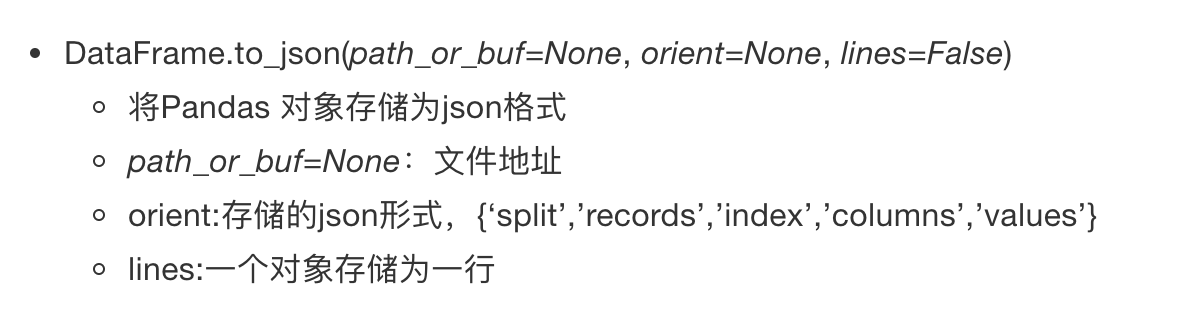 • DataFrame.to_json(path_or_buf=None, orient=None, lines=False)
◦ 将Pandas 对象存储为json格式
◦ path_or_buf=None：文件地址
◦ orient:存储的json形式，{‘split’,’records’,’index’,’columns’,’values’}
◦ lines:一个对象存储为一行